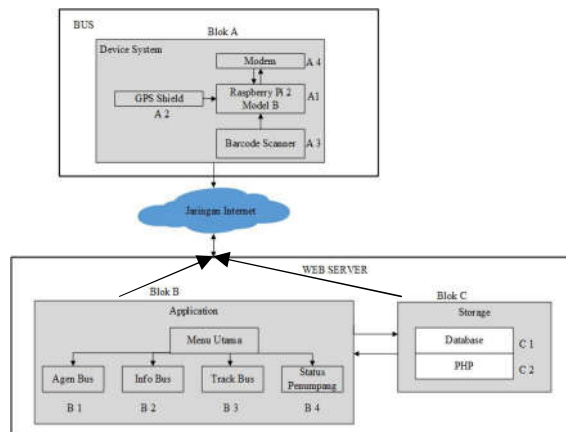 BUS
Blok A
Device System
Modem
A 4
GPS Shield
Raspberry Pi 2
Model B
A1
A 2
Barcode Scanner
A 3
Jaringan Internet
WEB SERVER
Blok B
Blok C
Application
Storage
Menu Utama
Database
C 1
PHP
C 2
Agen Bus
Info Bus
Track Bus
Status
Penumpang
B 1
B 2
B 3
B 4